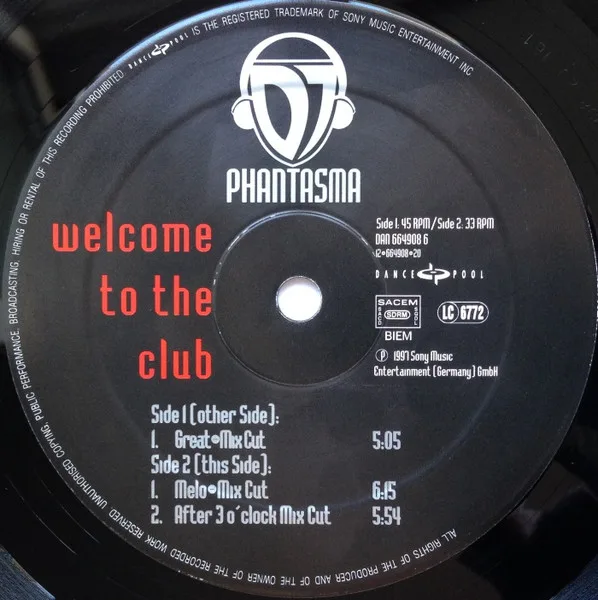 ALL RIGHTS OF THE PRODUCER AND OF THE OWNER OF THE RECORDED WORK RESERVED. UNAUTHORISED COPYING, PUBLIC PERFORMANCE, BROADCASTING, HIRING OR RENTAL OF THIS RECORDING PROHIBITED
DANCE POOL IS THE REGISTERED TRADEMARK OF SONY MUSIC ENTERTAINMENT INC
DJ
PHANTASMA
welcome
to the
club
Side 1: 45 RPM/Side 2: 33 RPM
DAN 664908 6
12•664908•20
DANCE POOL
SACEM
SDRM
BIEM
LC 6772
℗ 1997 Sony Music
Entertainment (Germany) GmbH
Side 1 (other Side):
1. Great•Mix Cut 5:05
Side 2 (this Side):
1. Melo•Mix Cut 6:15
2. After 3 o´clock Mix Cut 5:54